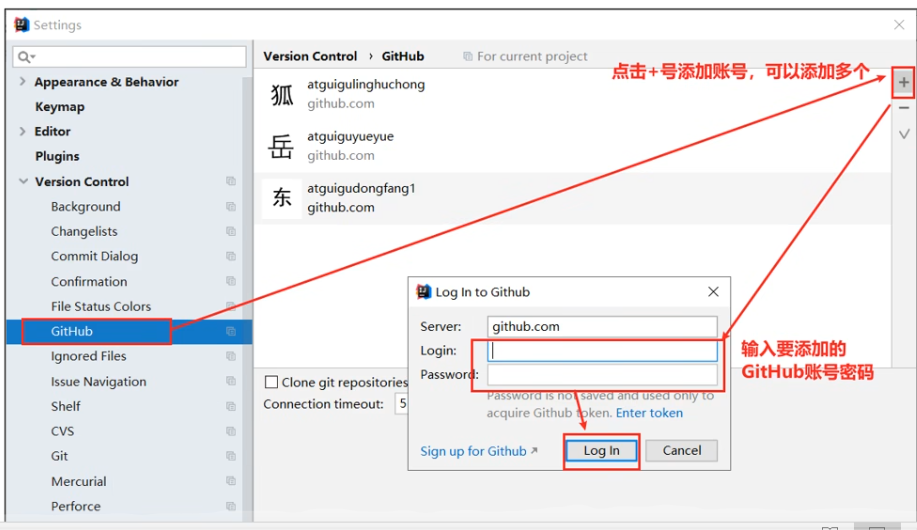 Settings
Version Control › GitHub
For current project
点击+号添加账号，可以添加多个
Appearance & Behavior
Keymap
Editor
Plugins
Version Control
Background
Changelists
Commit Dialog
Confirmation
File Status Colors
GitHub
Ignored Files
Issue Navigation
Shelf
CVS
Git
Mercurial
Perforce
狐
atguigulinghuchong
github.com
岳
atguiguyueyue
github.com
东
atguigudongfang1
github.com
Clone git repositories
Connection timeout: 5
Log In to Github
Server: github.com
Login:
Password:
Password is not saved and used only to
acquire Github token. Enter token
Sign up for Github ↗
Log In
Cancel
输入要添加的
GitHub账号密码